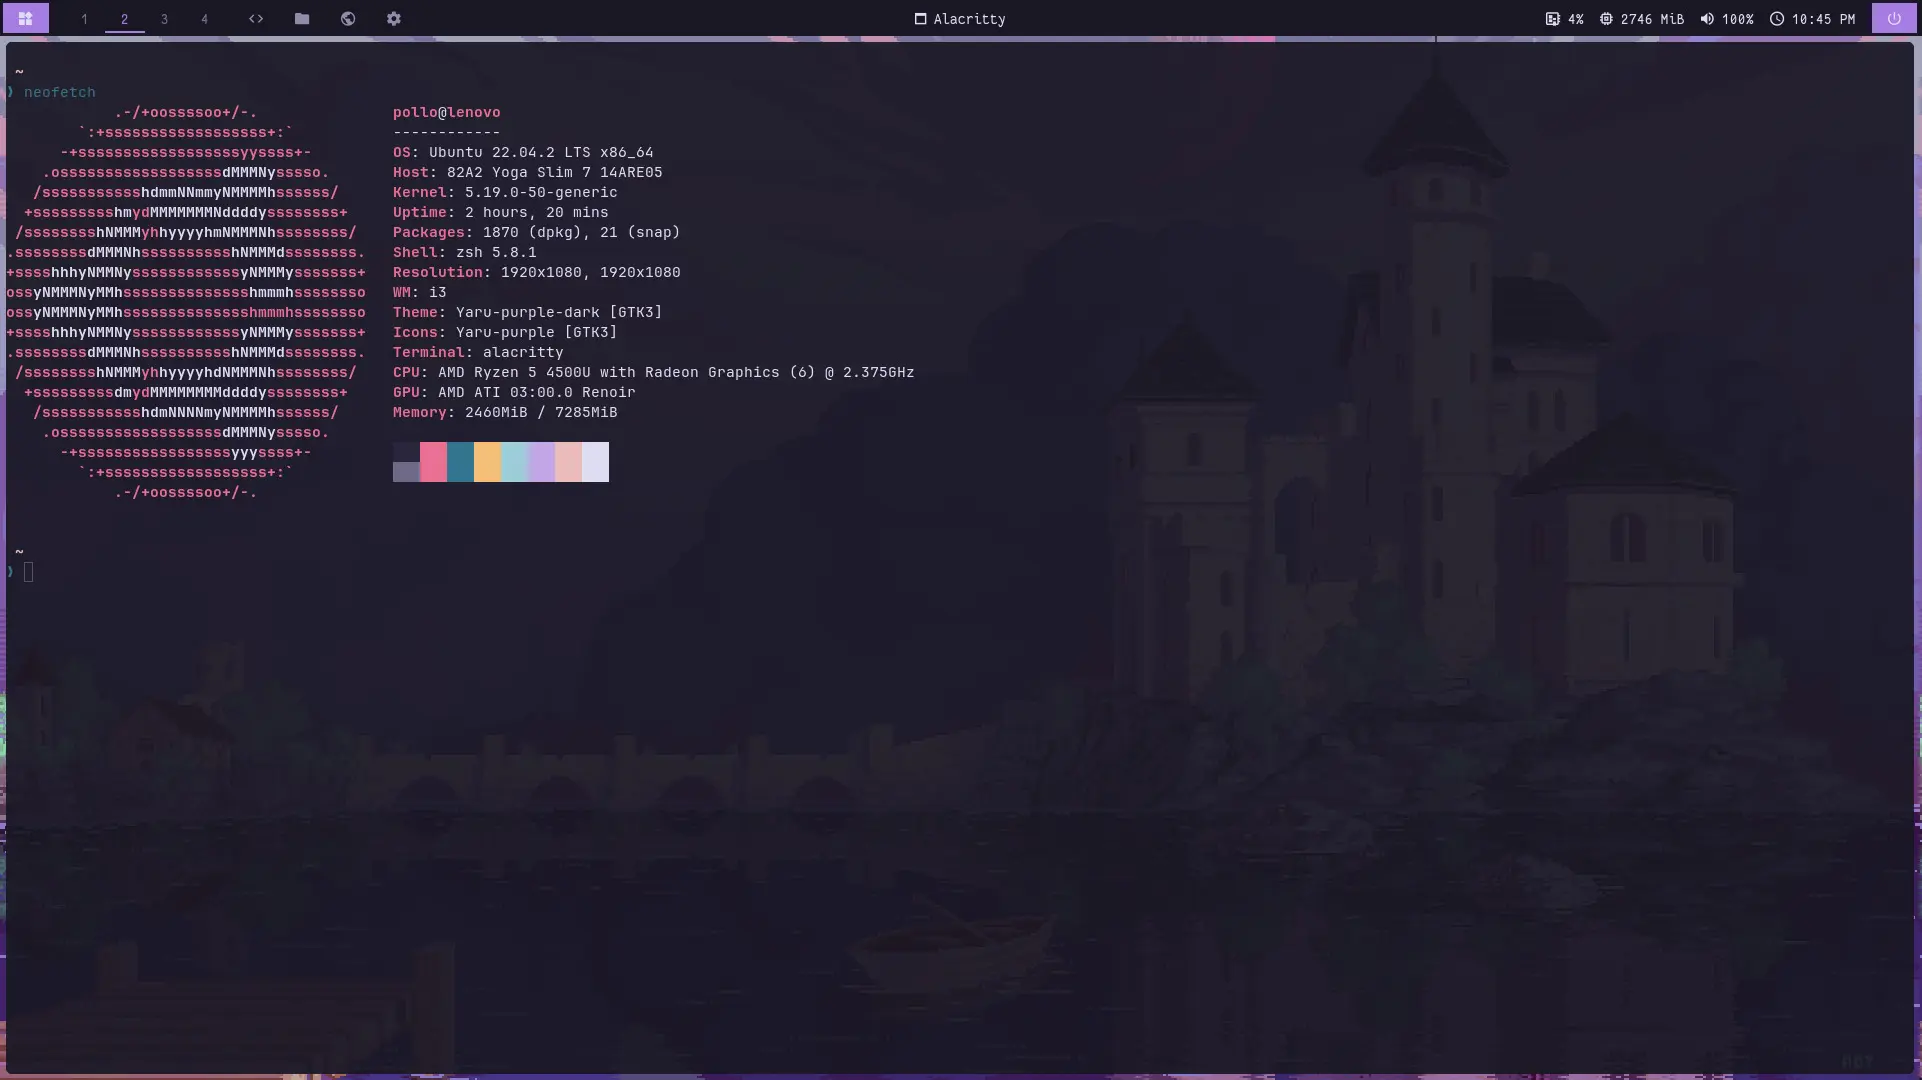 1 2 3 4 Alacritty 4% 2746 MiB 100% 10:45 PM
~
❯ neofetch
.-/+oossssoo+/-. pollo@lenovo
`:+ssssssssssssssssss+:` ------------
-+ssssssssssssssssssyyssss+- OS: Ubuntu 22.04.2 LTS x86_64
.ossssssssssssssssssdMMMNysssso. Host: 82A2 Yoga Slim 7 14ARE05
/ssssssssssshdmmNNmmyNMMMMhssssss/ Kernel: 5.19.0-50-generic
+ssssssssshmydMMMMMMMNddddyssssssss+ Uptime: 2 hours, 20 mins
/sssssssshNMMMyhhyyyyhmNMMMNhssssssss/ Packages: 1870 (dpkg), 21 (snap)
.ssssssssdMMMNhsssssssssshNMMMdssssssss. Shell: zsh 5.8.1
+sssshhhyNMMNyssssssssssssyNMMMysssssss+ Resolution: 1920x1080, 1920x1080
ossyNMMMNyMMhsssssssssssssshmmmhssssssso WM: i3
ossyNMMMNyMMhsssssssssssssshmmmhssssssso Theme: Yaru-purple-dark [GTK3]
+sssshhhyNMMNyssssssssssssyNMMMysssssss+ Icons: Yaru-purple [GTK3]
.ssssssssdMMMNhsssssssssshNMMMdssssssss. Terminal: alacritty
/sssssssshNMMMyhhyyyyhdNMMMNhssssssss/ CPU: AMD Ryzen 5 4500U with Radeon Graphics (6) @ 2.375GHz
+sssssssssdmydMMMMMMMMddddyssssssss+ GPU: AMD ATI 03:00.0 Renoir
/ssssssssssshdmNNNNmyNMMMMhssssss/ Memory: 2460MiB / 7285MiB
.ossssssssssssssssssdMMMNysssso.
-+sssssssssssssssssyyyssss+-
`:+ssssssssssssssssss+:`
.-/+oossssoo+/-.
~
❯